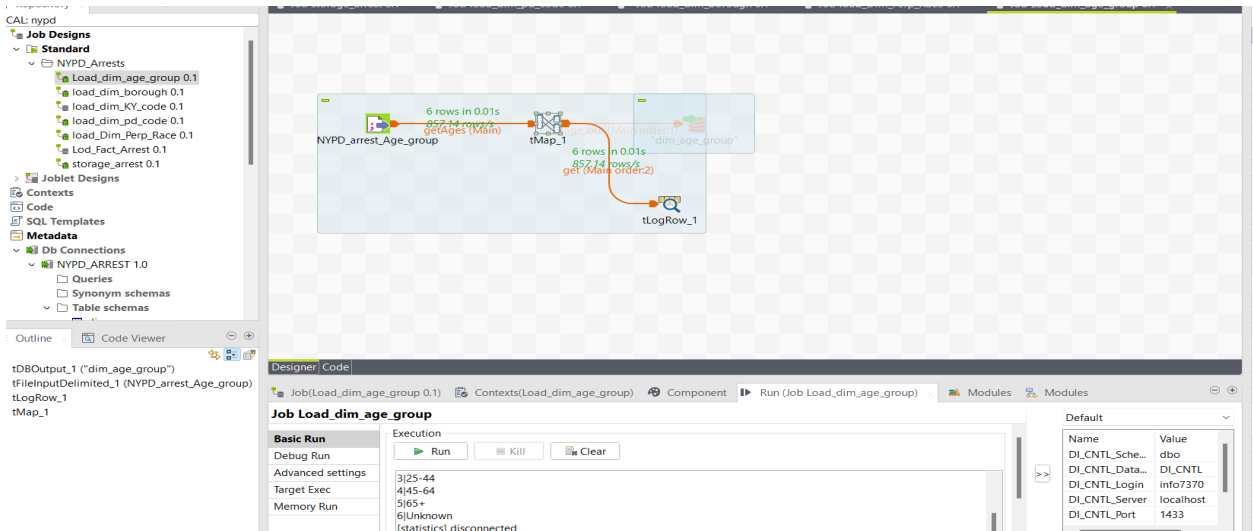 CAL: nypd
Job Designs
Standard
NYPD_Arrests
Load_dim_age_group 0.1
load_dim_borough 0.1
load_dim_KY_code 0.1
load_dim_pd_code 0.1
load_Dim_Perp_Race 0.1
Lod_Fact_Arrest 0.1
storage_arrest 0.1
Joblet Designs
Contexts
Code
SQL Templates
Metadata
Db Connections
NYPD_ARREST 1.0
Queries
Synonym schemas
Table schemas
Outline
Code Viewer
tDBOutput_1 ("dim_age_group")
tFileInputDelimited_1 (NYPD_arrest_Age_group)
tLogRow_1
tMap_1
6 rows in 0.01s
857.14 rows/s
getAges (Main)
NYPD_arrest_Age_group
tMap_1
"dim_age_group"
6 rows in 0.01s
857.14 rows/s
get (Main order:2)
tLogRow_1
Designer Code
Job(Load_dim_age_group 0.1)
Contexts(Load_dim_age_group)
Component
Run (Job Load_dim_age_group)
Modules
Modules
Job Load_dim_age_group
Default
Basic Run
Debug Run
Advanced settings
Target Exec
Memory Run
Execution
Run
Kill
Clear
3|25-44
4|45-64
5|65+
6|Unknown
[statistics] disconnected
>>
Name Value
DI_CNTL_Sche... dbo
DI_CNTL_Data... DI_CNTL
DI_CNTL_Login info7370
DI_CNTL_Server localhost
DI_CNTL_Port 1433